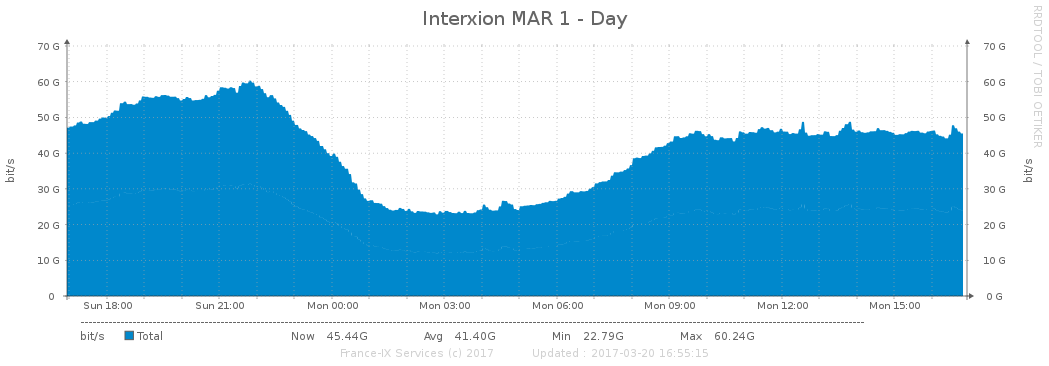 Interxion MAR 1 - Day
RRDTOOL / TOBI OETIKER
bit/s
70 G 70 G
60 G 60 G
50 G 50 G
40 G 40 G
30 G 30 G
20 G 20 G
10 G 10 G
0 0 G
bit/s
Sun 18:00 Sun 21:00 Mon 00:00 Mon 03:00 Mon 06:00 Mon 09:00 Mon 12:00 Mon 15:00
bit/s Total Now 45.44G Avg 41.40G Min 22.79G Max 60.24G
France-IX Services (c) 2017 Updated : 2017-03-20 16:55:15